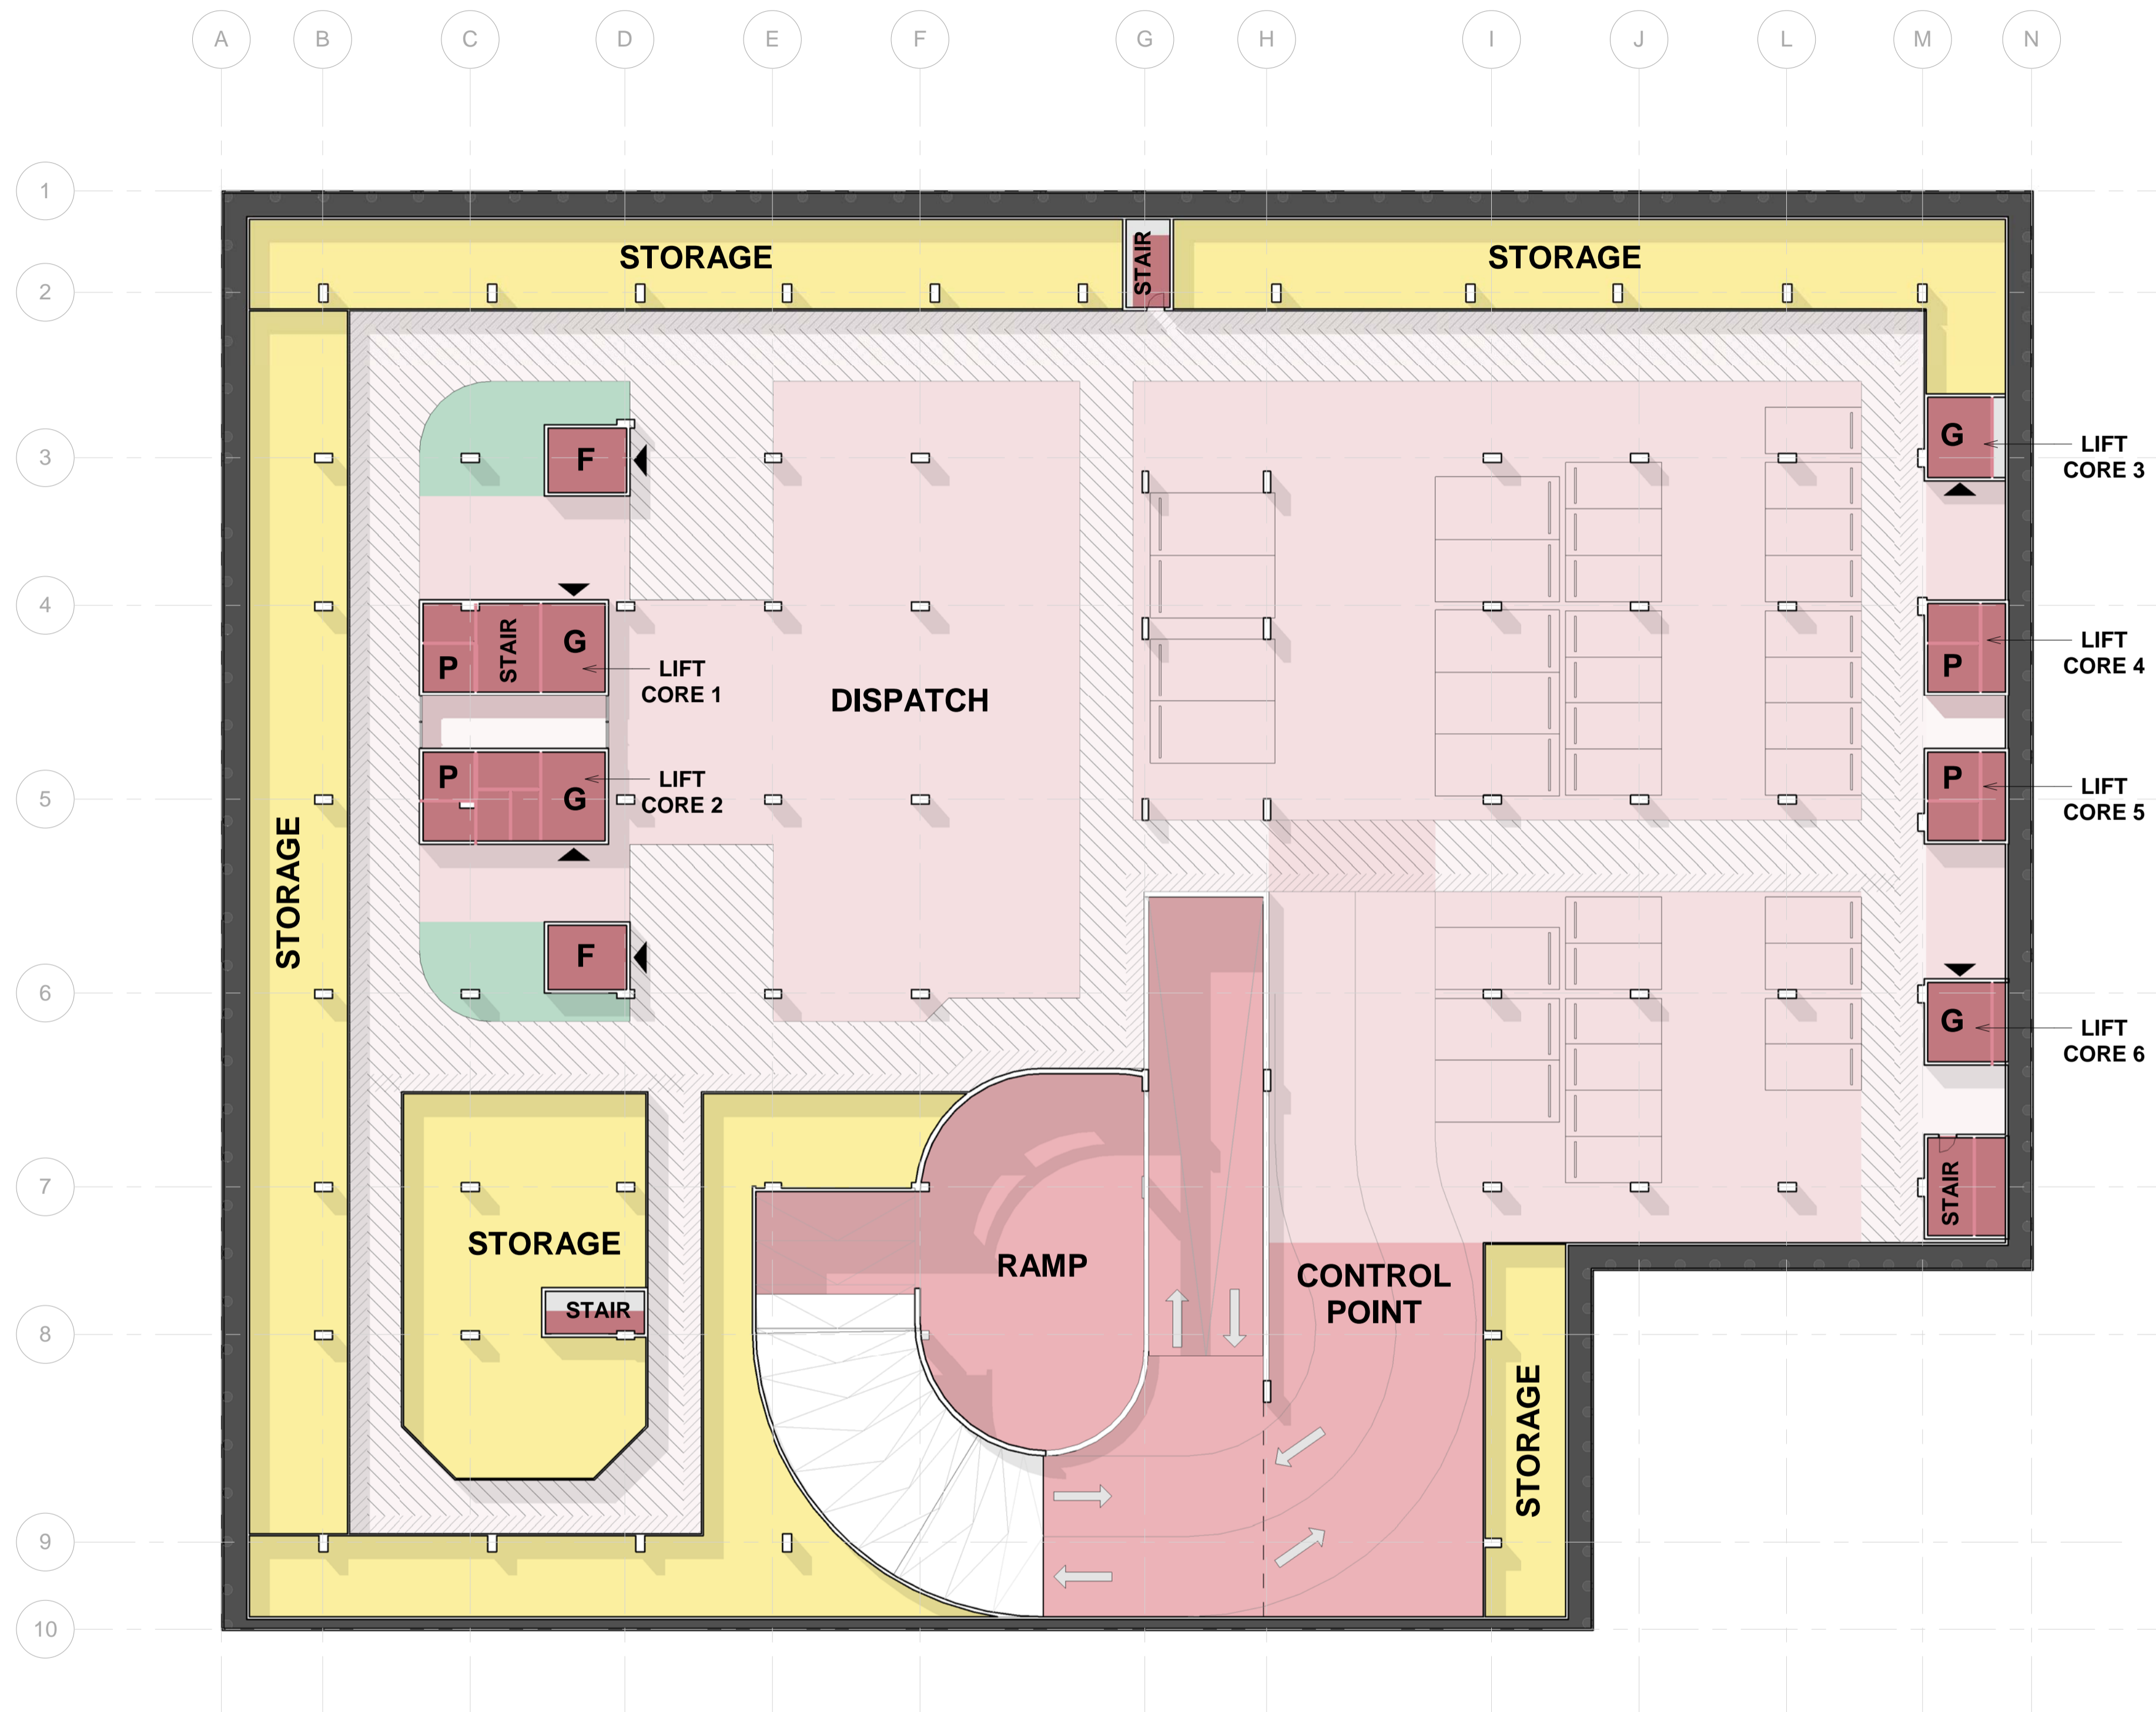 A
B
C
D
E
F
G
H
I
J
L
M
N
1
STORAGE
STAIR
STORAGE
2
3
F
G
LIFT
CORE 3
4
P
STAIR
G
LIFT
CORE 1
DISPATCH
P
LIFT
CORE 4
5
P
G
LIFT
CORE 2
P
LIFT
CORE 5
STORAGE
6
F
G
LIFT
CORE 6
7
STAIR
STORAGE
RAMP
CONTROL
POINT
8
STAIR
STORAGE
9
10